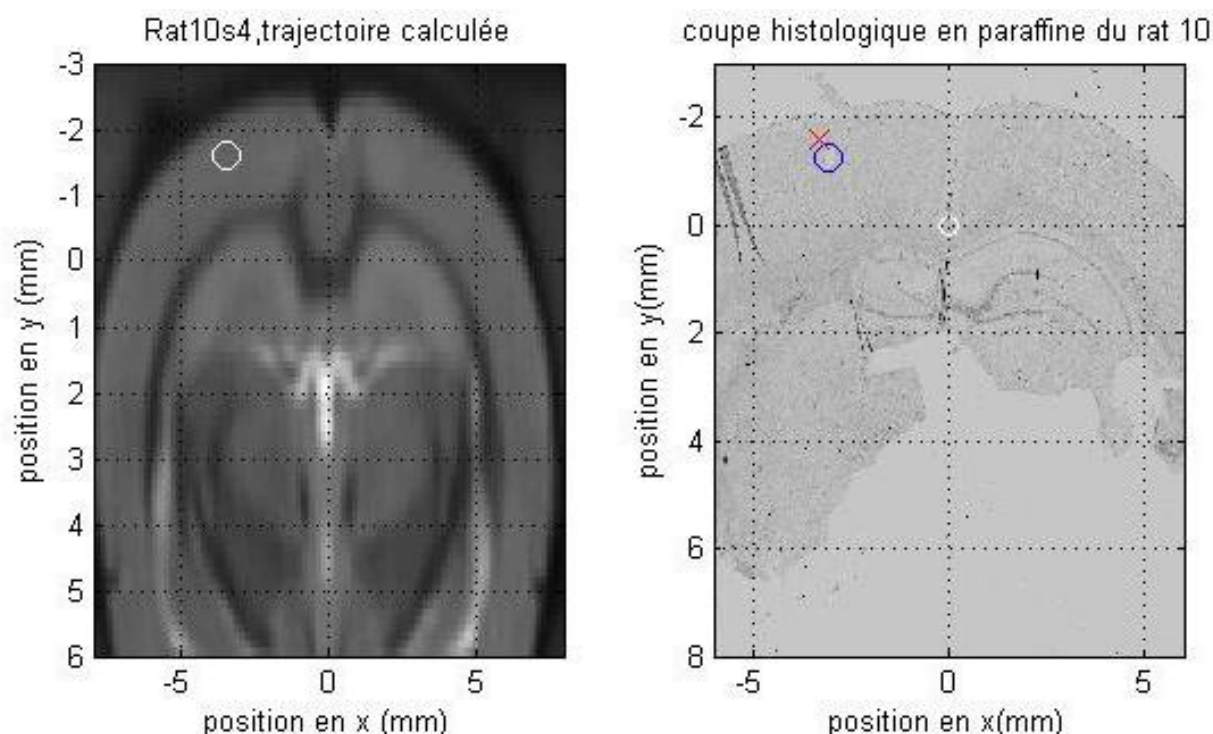 Rat10s4,trajectoire calculée
-3
-2
-1
0
1
2
3
4
5
6
position en y (mm)
-5 0 5
position en x (mm)
coupe histologique en paraffine du rat 10
-2
0
2
4
6
8
position en y(mm)
-5 0 5
position en x(mm)